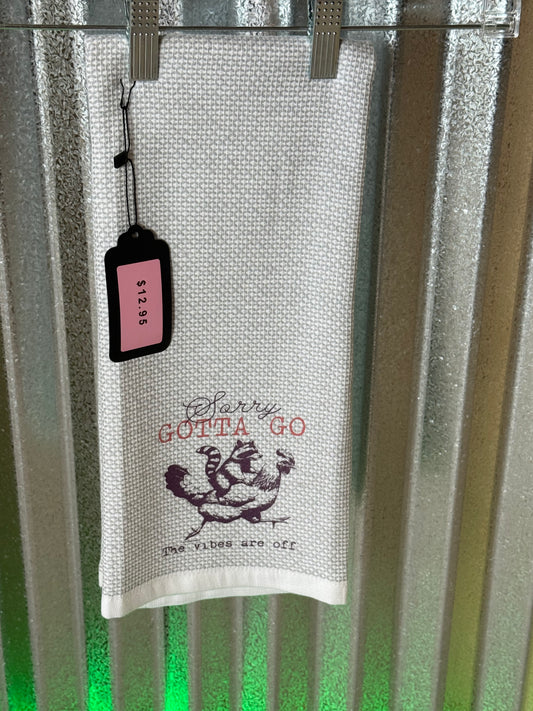 $12.95
Sorry
GOTTA GO
The vibes are off